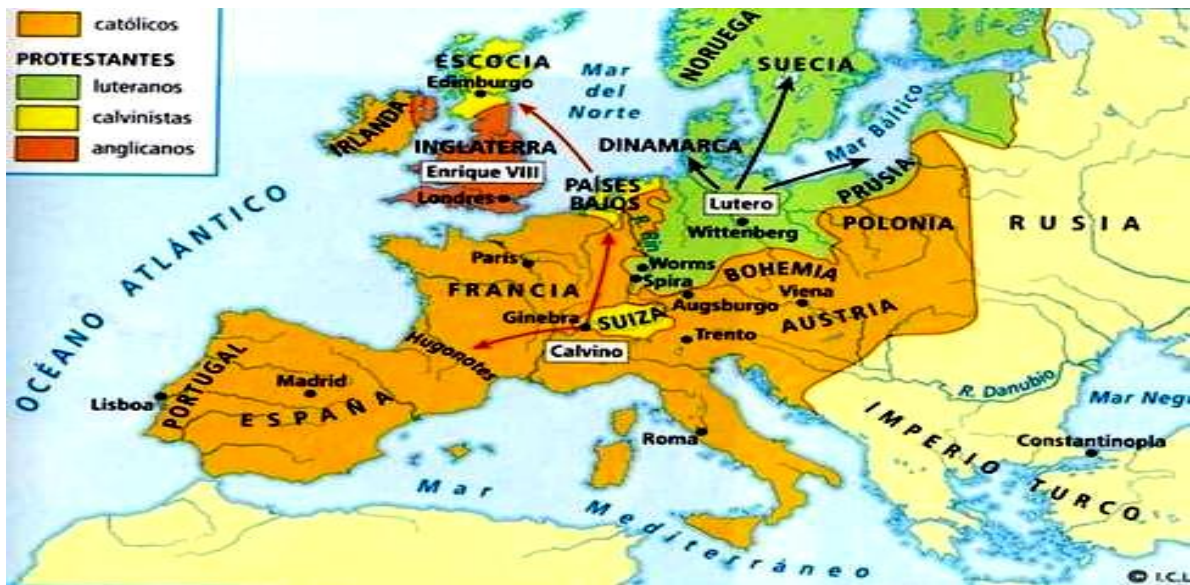 católicos
PROTESTANTES
luteranos
calvinistas
anglicanos
ESCOCIA
Edimburgo
Mar
del
Norte
NORUEGA
SUECIA
IRLANDA
INGLATERRA
Enrique VIII
Londres
DINAMARCA
Mar Báltico
PAÍSES
BAJOS
Lutero
PRUSIA
Wittenberg
POLONIA
RUSIA
R. Rin
OCÉANO ATLÁNTICO
París
Worms
Spira
BOHEMIA
FRANCIA
Augsburgo
Viena
Ginebra
SUIZA
AUSTRIA
Hugonotes
Calvino
Trento
PORTUGAL
Madrid
Lisboa
ESPAÑA
R. Danubio
Mar Negr
Roma
IMPERIO TURCO
Constantinopla
Mar Mediterráneo
© I.C.I.